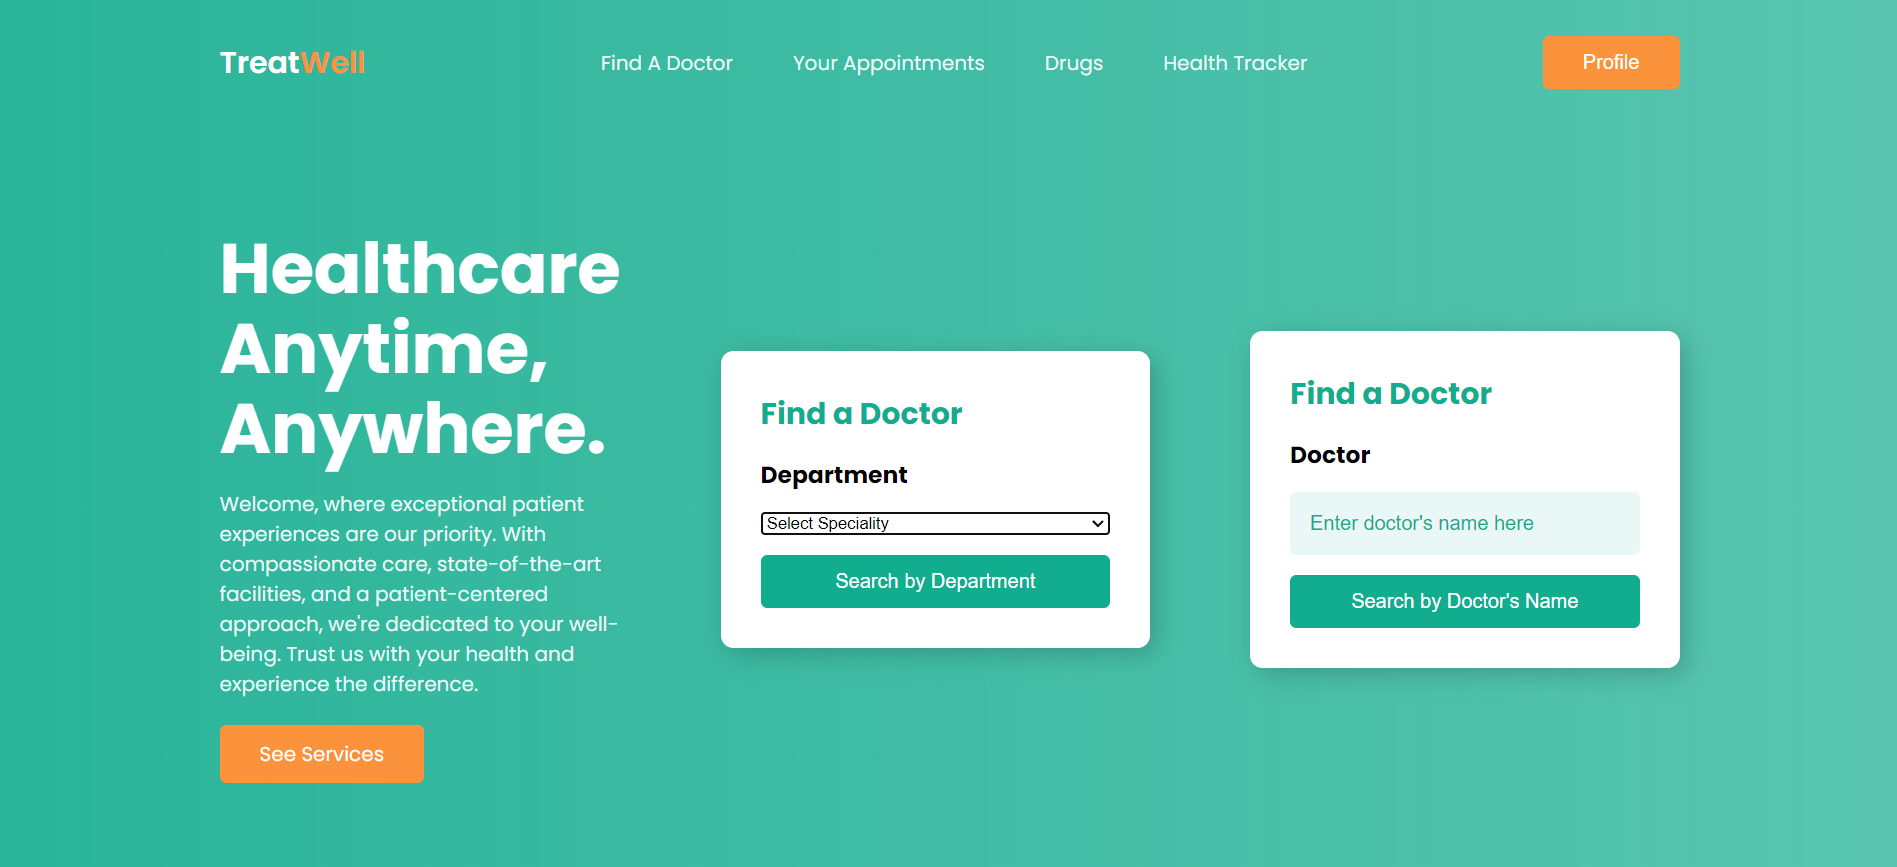 TreatWell
Find A Doctor
Your Appointments
Drugs
Health Tracker
Profile
Healthcare
Anytime,
Anywhere.
Welcome, where exceptional patient
experiences are our priority. With
compassionate care, state-of-the-art
facilities, and a patient-centered
approach, we're dedicated to your well-
being. Trust us with your health and
experience the difference.
See Services
Find a Doctor
Department
Select Speciality
Search by Department
Find a Doctor
Doctor
Enter doctor's name here
Search by Doctor's Name